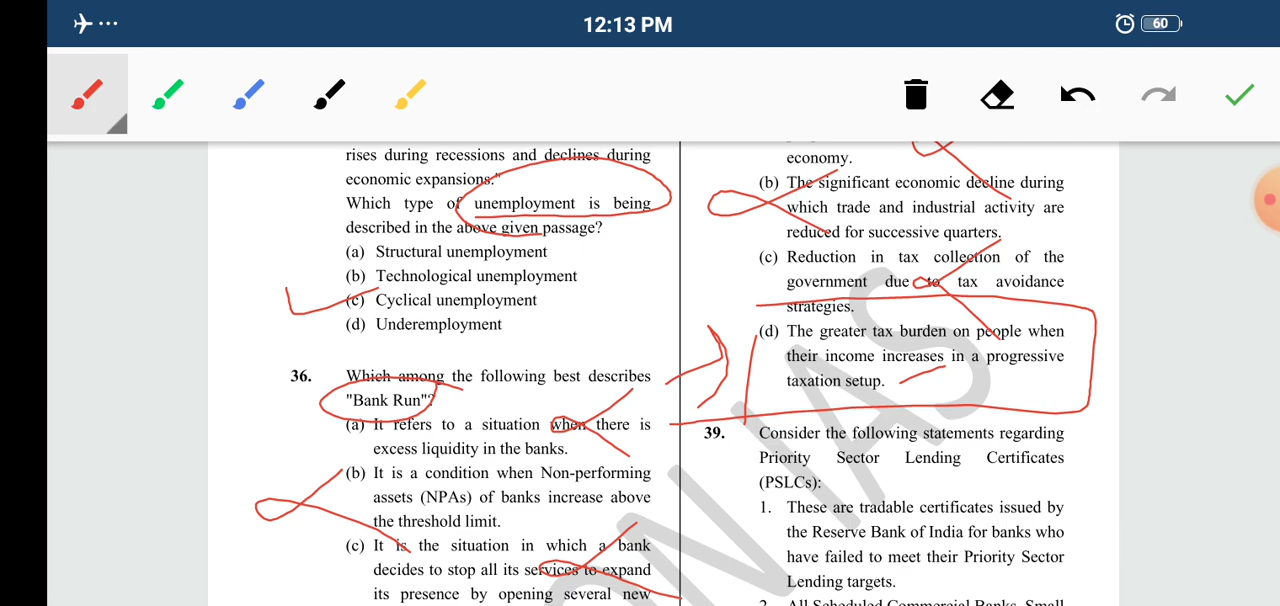 12:13 PM
60
rises during recessions and declines during
economic expansions."
Which type of unemployment is being
described in the above given passage?
(a) Structural unemployment
(b) Technological unemployment
(c) Cyclical unemployment
(d) Underemployment
36. Which among the following best describes
"Bank Run"?
(a) It refers to a situation when there is
excess liquidity in the banks.
(b) It is a condition when Non-performing
assets (NPAs) of banks increase above
the threshold limit.
(c) It is the situation in which a bank
decides to stop all its services to expand
its presence by opening several new
economy.
(b) The significant economic decline during
which trade and industrial activity are
reduced for successive quarters.
(c) Reduction in tax collection of the
government due to tax avoidance
strategies.
(d) The greater tax burden on people when
their income increases in a progressive
taxation setup.
39. Consider the following statements regarding
Priority Sector Lending Certificates
(PSLCs):
1. These are tradable certificates issued by
the Reserve Bank of India for banks who
have failed to meet their Priority Sector
Lending targets.
2. All Scheduled Commercial Banks, Small
ON IAS